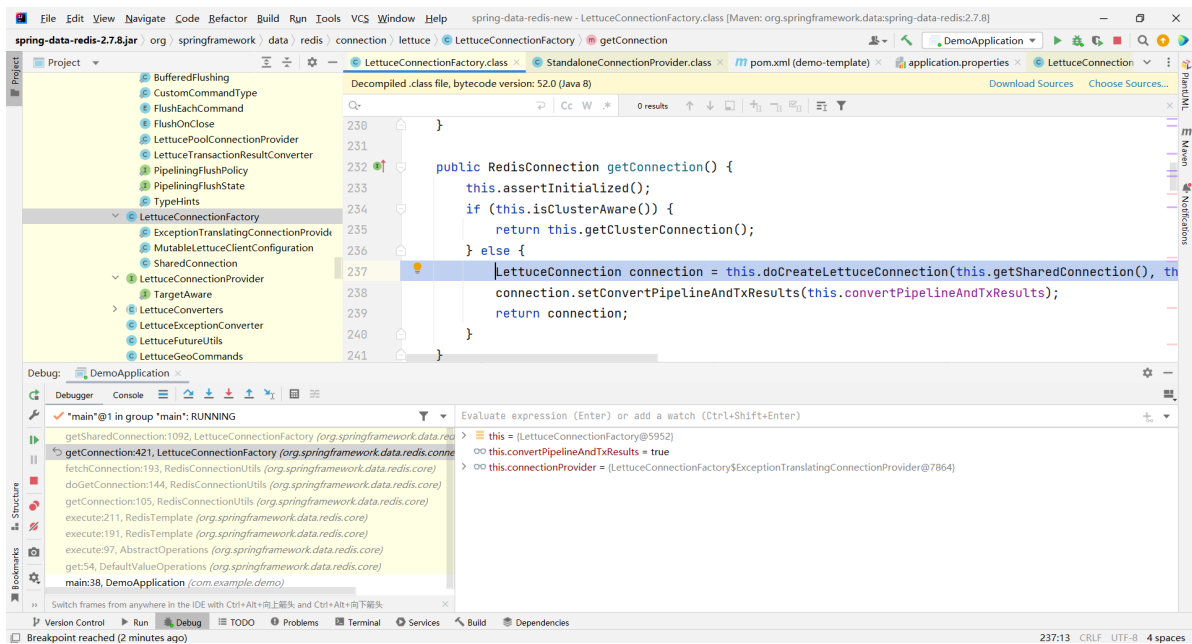 File Edit View Navigate Code Refactor Build Run Tools VCS Window Help spring-data-redis-new - LettuceConnectionFactory.class [Maven: org.springframework.data:spring-data-redis:2.7.8]
spring-data-redis-2.7.8.jar org springframework data redis connection lettuce LettuceConnectionFactory getConnection DemoApplication
Project LettuceConnectionFactory.class StandaloneConnectionProvider.class pom.xml (demo-template) application.properties LettuceConnection
Decompiled .class file, bytecode version: 52.0 (Java 8) Download Sources Choose Sources...
Cc W .* 0 results
Project
BufferedFlushing
CustomCommandType
FlushEachCommand
FlushOnClose
LettucePoolConnectionProvider
LettuceTransactionResultConverter
PipeliningFlushPolicy
PipeliningFlushState
TypeHints
LettuceConnectionFactory
ExceptionTranslatingConnectionProvide
MutableLettuceClientConfiguration
SharedConnection
LettuceConnectionProvider
TargetAware
LettuceConverters
LettuceExceptionConverter
LettuceFutureUtils
LettuceGeoCommands
230 }
231
232 public RedisConnection getConnection() {
233 this.assertInitialized();
234 if (this.isClusterAware()) {
235 return this.getClusterConnection();
236 } else {
237 LettuceConnection connection = this.doCreateLettuceConnection(this.getSharedConnection(), th
238 connection.setConvertPipelineAndTxResults(this.convertPipelineAndTxResults);
239 return connection;
240 }
241 }
PlantUML
Maven
Notifications
Debug: DemoApplication
Debugger Console
"main"@1 in group "main": RUNNING
getSharedConnection:1092, LettuceConnectionFactory (org.springframework.data.red
getConnection:421, LettuceConnectionFactory (org.springframework.data.redis.conne
fetchConnection:193, RedisConnectionUtils (org.springframework.data.redis.core)
doGetConnection:144, RedisConnectionUtils (org.springframework.data.redis.core)
getConnection:105, RedisConnectionUtils (org.springframework.data.redis.core)
execute:211, RedisTemplate (org.springframework.data.redis.core)
execute:191, RedisTemplate (org.springframework.data.redis.core)
execute:97, AbstractOperations (org.springframework.data.redis.core)
get:54, DefaultValueOperations (org.springframework.data.redis.core)
main:38, DemoApplication (com.example.demo)
Switch frames from anywhere in the IDE with Ctrl+Alt+向上箭头 and Ctrl+Alt+向下箭头
Evaluate expression (Enter) or add a watch (Ctrl+Shift+Enter)
this = {LettuceConnectionFactory@5952}
this.convertPipelineAndTxResults = true
this.connectionProvider = {LettuceConnectionFactory$ExceptionTranslatingConnectionProvider@7864}
Structure
Bookmarks
Version Control Run Debug TODO Problems Terminal Services Build Dependencies
Breakpoint reached (2 minutes ago) 237:13 CRLF UTF-8 4 spaces